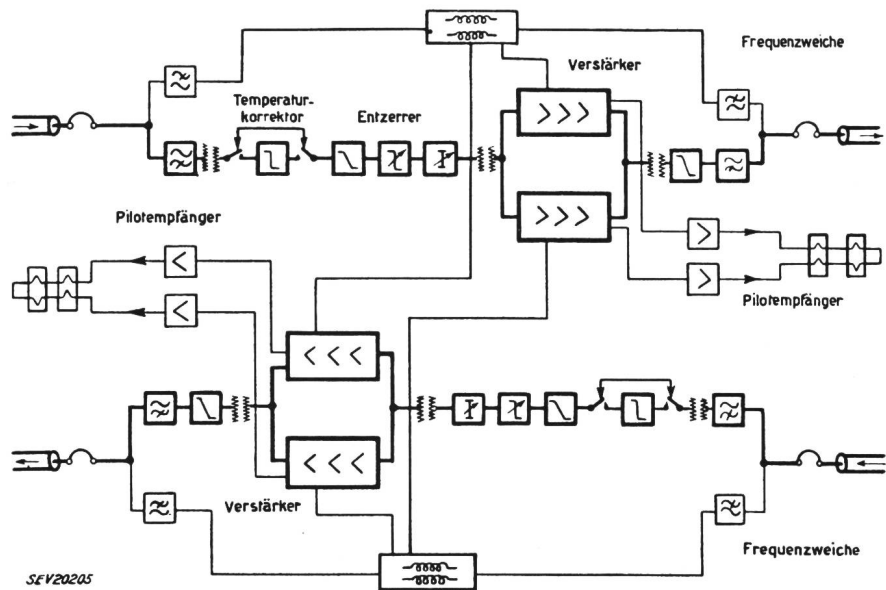 Frequenzweiche
Verstärker
Temperatur-
korrektor
Entzerrer
Pilotempfänger
Pilotempfänger
Verstärker
Frequenzweiche
SEV20205